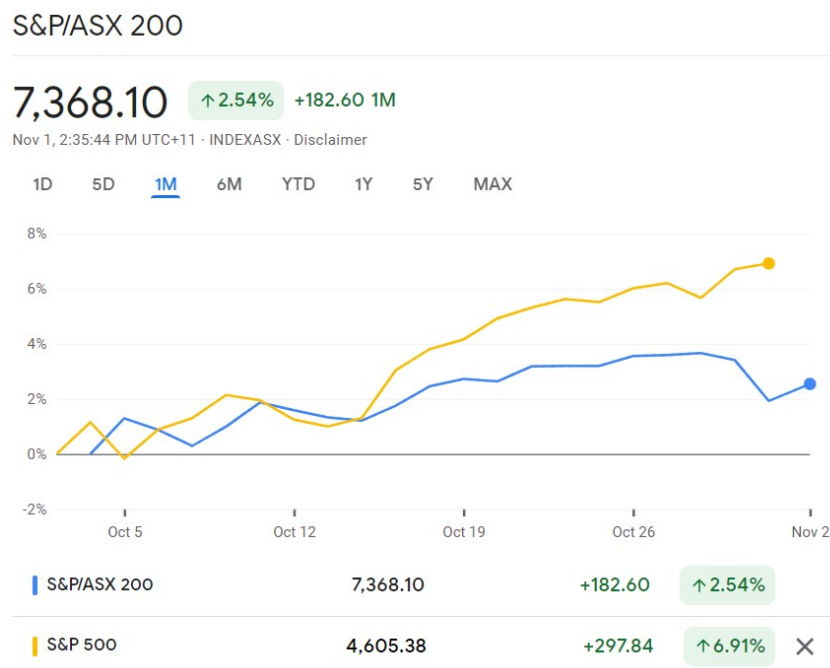 S&P/ASX 200
7,368.10 ↑2.54% +182.60 1M
Nov 1, 2:35:44 PM UTC+11 · INDEXASX · Disclaimer
1D 5D 1M 6M YTD 1Y 5Y MAX
8%
6%
4%
2%
0%
-2%
Oct 5 Oct 12 Oct 19 Oct 26 Nov 2
S&P/ASX 200 7,368.10 +182.60 ↑2.54%
S&P 500 4,605.38 +297.84 ↑6.91%